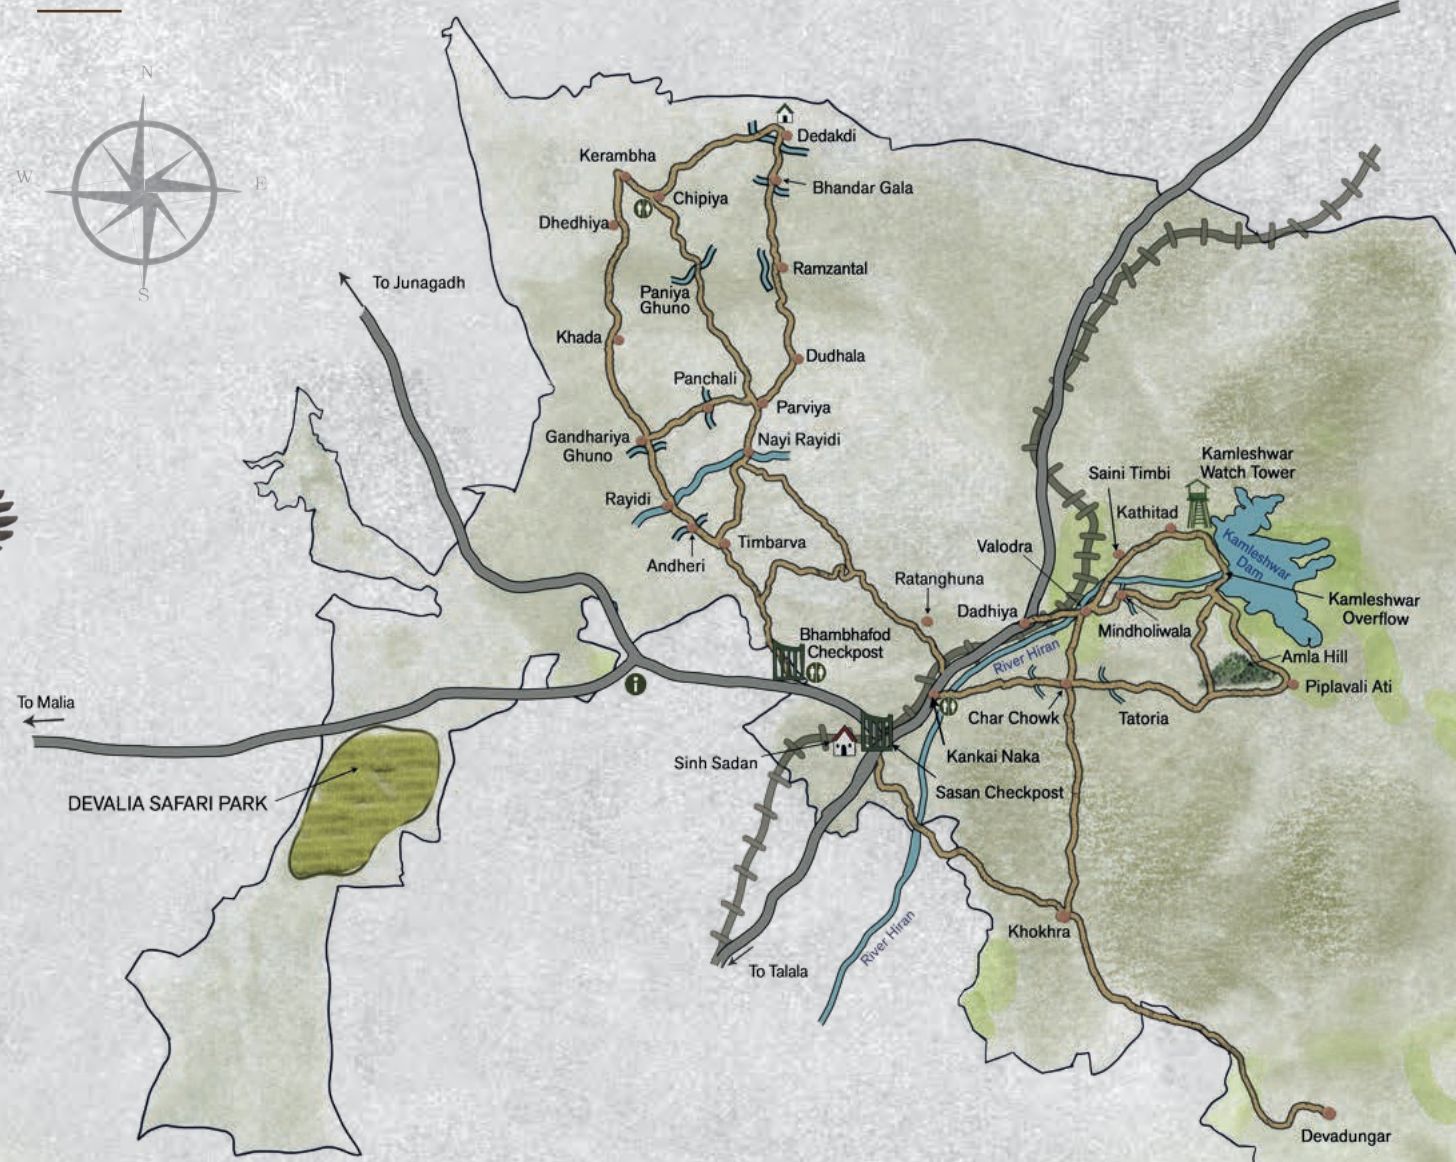 N
W
E
S
To Junagadh
Kerambha
Dedakdi
Chipiya
Bhandar Gala
Dhedhiya
Ramzantal
Paniya
Ghuno
Khada
Dudhala
Panchali
Parviya
Gandhariya
Ghuno
Nayi Rayidi
Rayidi
Timbarva
Andheri
Kamleshwar
Watch Tower
Saini Timbi
Kathitad
Valodra
Kamleshwar
Dam
Ratanghuna
Dadhiya
Kamleshwar
Overflow
Mindholiwala
Bhambhafod
Checkpost
River Hiran
Amla Hill
Piplavali Ati
i
To Malia
Char Chowk
Tatoria
Sinh Sadan
Kankai Naka
Sasan Checkpost
DEVALIA SAFARI PARK
Khokhra
River Hiran
To Talala
Devadungar